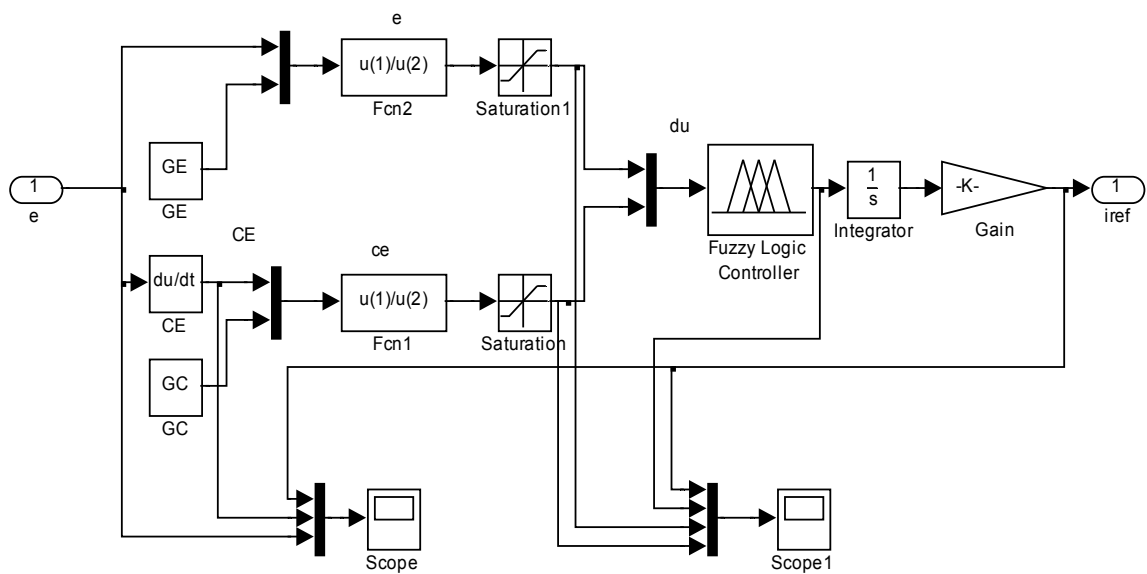 e
u(1)/u(2)
Fcn2
Saturation1
GE
GE
1
e
du
Fuzzy Logic
Controller
1
s
Integrator
-K-
Gain
1
iref
CE
du/dt
CE
ce
u(1)/u(2)
Fcn1
Saturation
GC
GC
Scope
Scope1